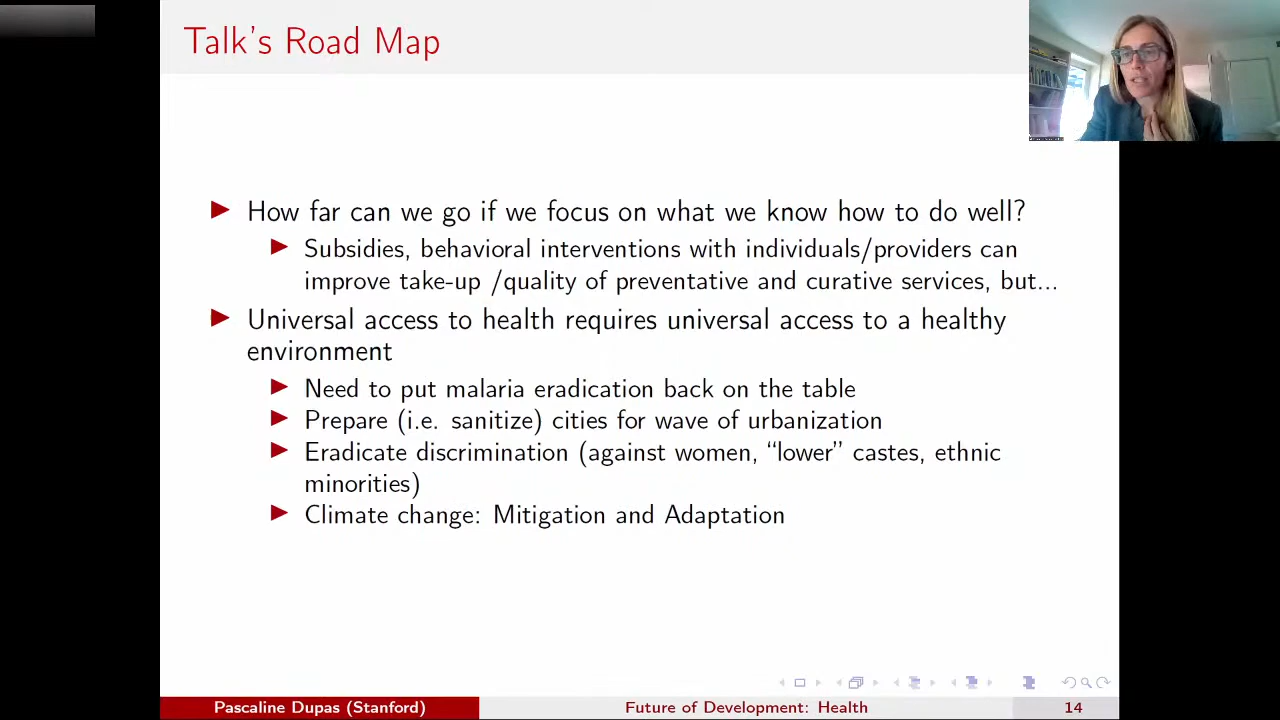 Talk's Road Map
How far can we go if we focus on what we know how to do well?
Subsidies, behavioral interventions with individuals/providers can
improve take-up /quality of preventative and curative services, but...
Universal access to health requires universal access to a healthy
environment
Need to put malaria eradication back on the table
Prepare (i.e. sanitize) cities for wave of urbanization
Eradicate discrimination (against women, “lower” castes, ethnic
minorities)
Climate change: Mitigation and Adaptation
Pascaline Dupas (Stanford)
Future of Development: Health
14